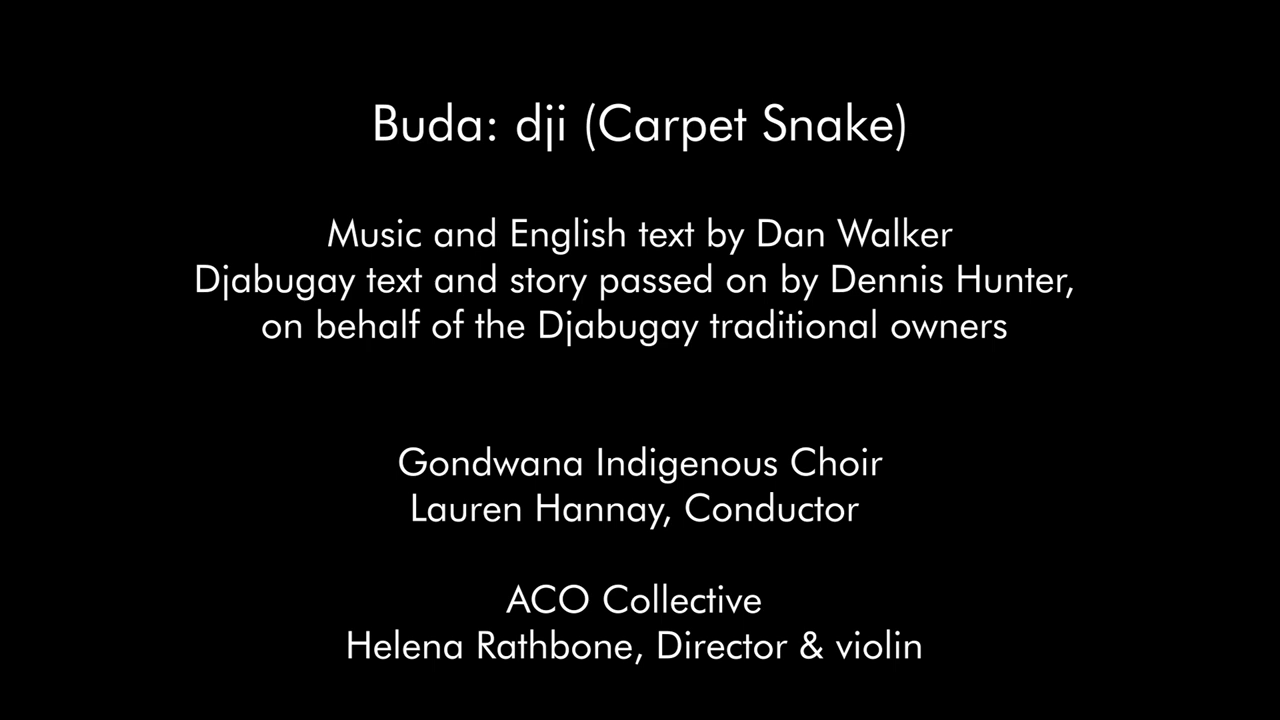 Buda: dji (Carpet Snake)
Music and English text by Dan Walker
Djabugay text and story passed on by Dennis Hunter,
on behalf of the Djabugay traditional owners
Gondwana Indigenous Choir
Lauren Hannay, Conductor
ACO Collective
Helena Rathbone, Director & violin